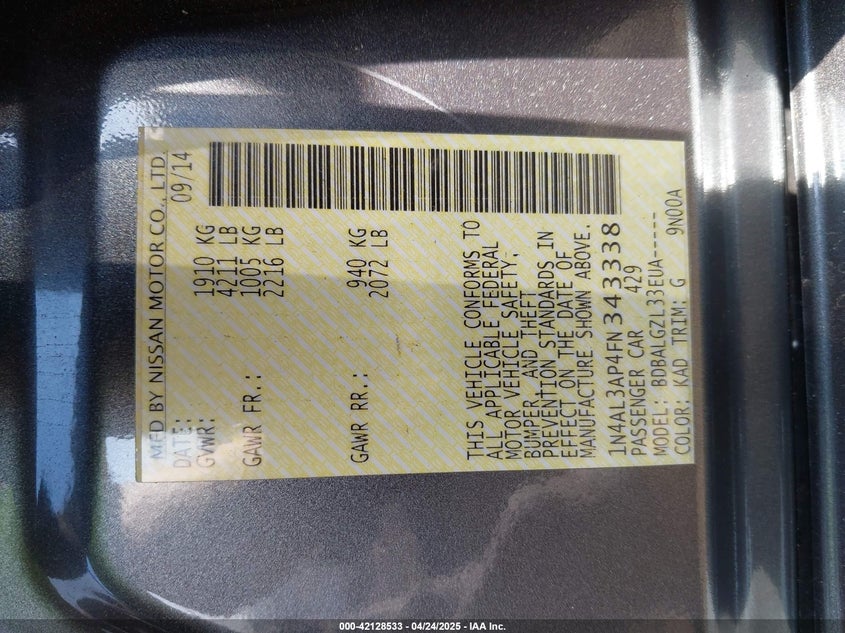 MFD BY NISSAN MOTOR CO., LTD.
DATE: 09/14
GVWR: 1910 KG
4211 LB
GAWR FR.: 1005 KG
2216 LB
GAWR RR.: 940 KG
2072 LB
THIS VEHICLE CONFORMS TO
ALL APPLICABLE FEDERAL
MOTOR VEHICLE SAFETY,
BUMPER AND THEFT
PREVENTION STANDARDS IN
EFFECT ON THE DATE OF
MANUFACTURE SHOWN ABOVE.
1N4AL3AP4FN343338
PASSENGER CAR 429
MODEL: BDBALGZL33EUA-----
COLOR: KAD TRIM: G 9N00A
000-42128533 - 04/24/2025 - IAA Inc.